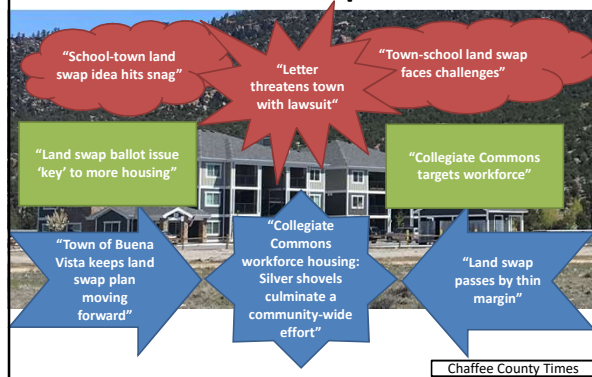 “School-town land
swap idea hits snag”
“Letter
threatens town
with lawsuit“
“Town-school land swap
faces challenges”
“Land swap ballot issue
‘key’ to more housing”
“Collegiate Commons
targets workforce”
“Town of Buena
Vista keeps land
swap plan
moving
forward”
“Collegiate
Commons
workforce housing:
Silver shovels
culminate a
community-wide
effort”
“Land swap
passes by thin
margin”
Chaffee County Times